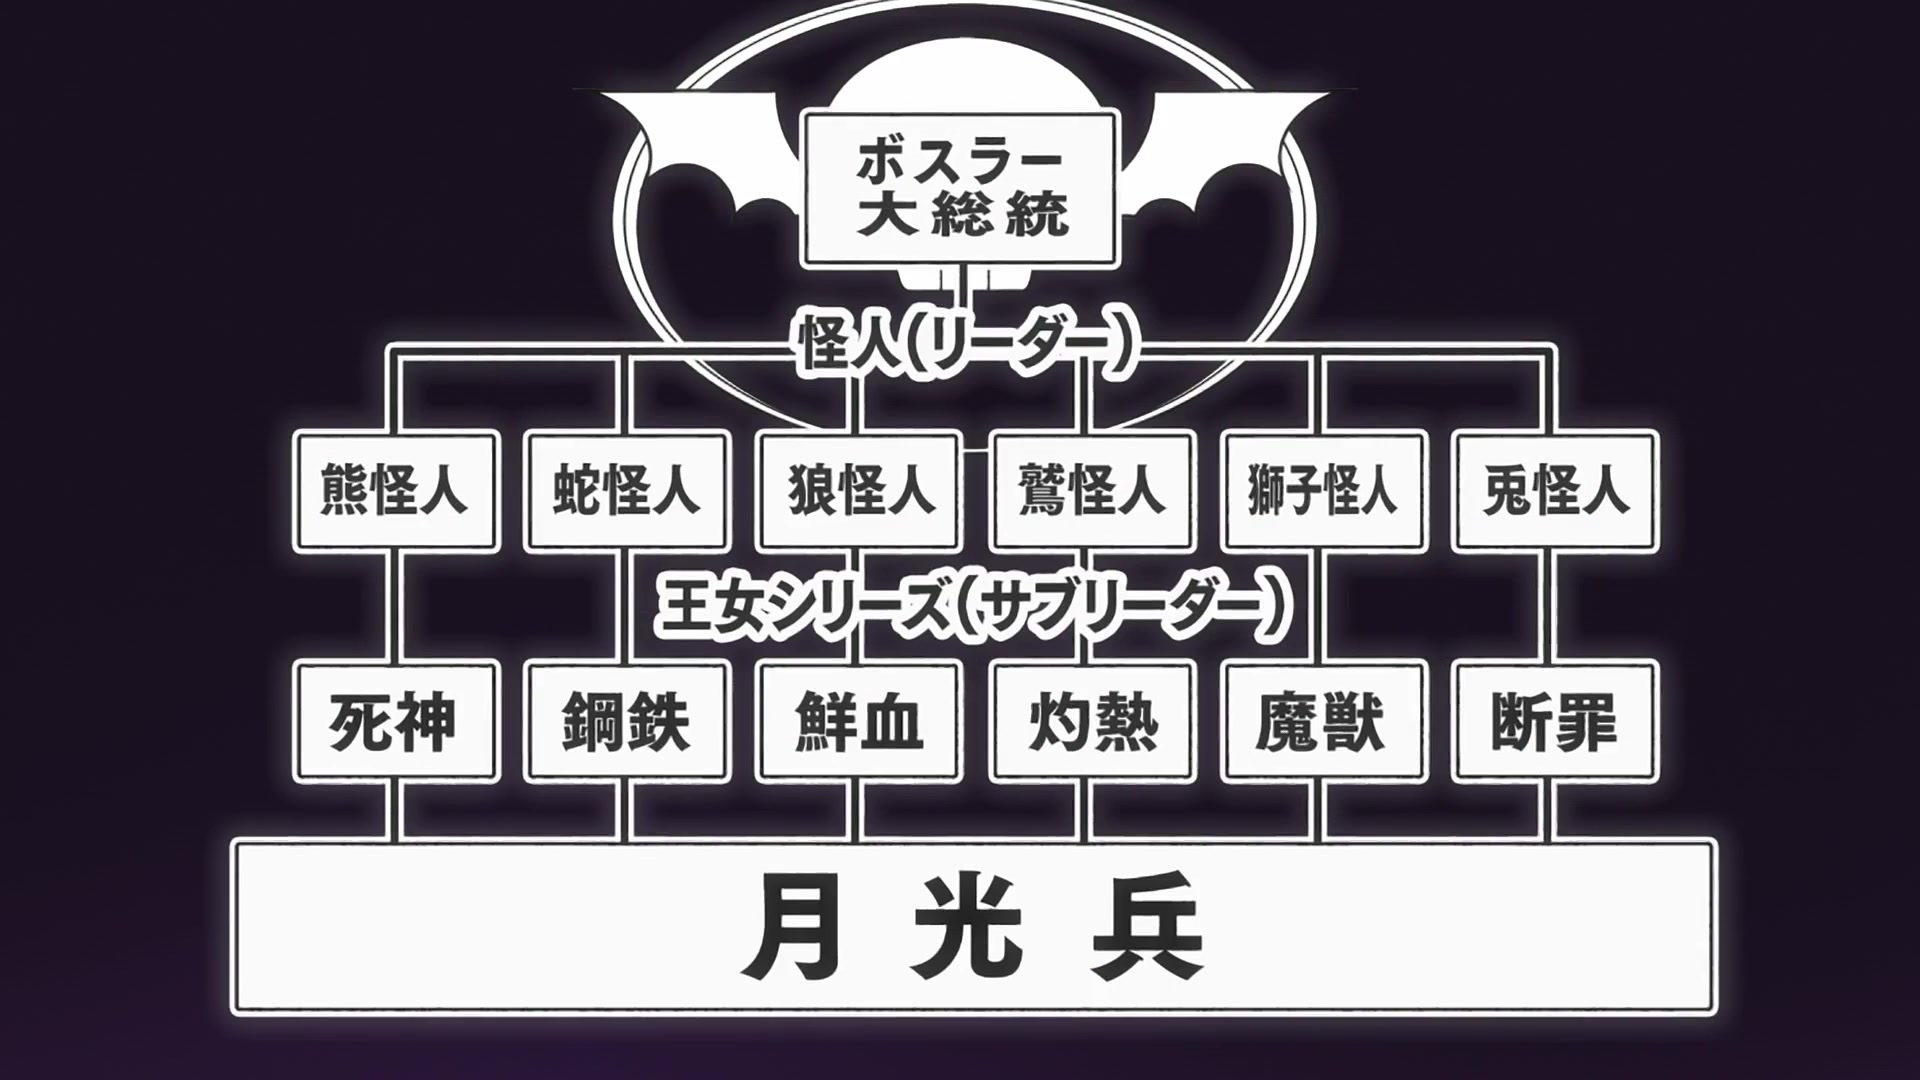 ボスラー
大総統
怪人(リーダー)
熊怪人 蛇怪人 狼怪人 鷲怪人 獅子怪人 兎怪人
王女シリーズ(サブリーダー)
死神 鋼鉄 鮮血 灼熱 魔獣 断罪
月光兵